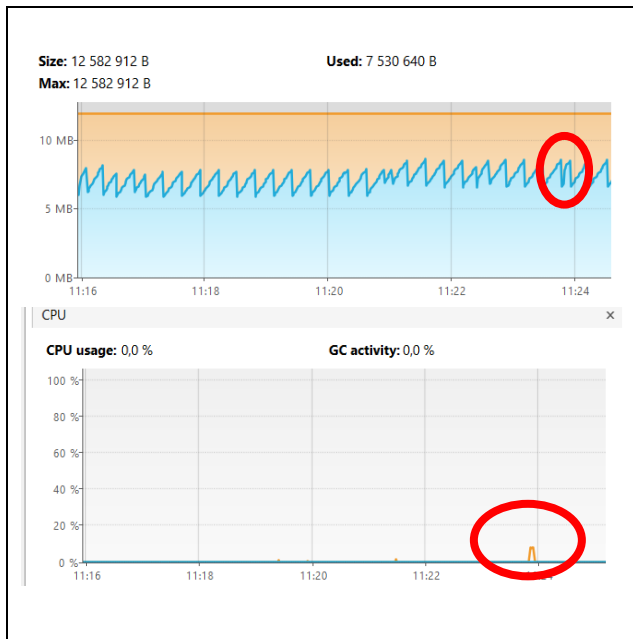 Size: 12 582 912 B Used: 7 530 640 B
Max: 12 582 912 B
10 MB
5 MB
0 MB
11:16 11:18 11:20 11:22 11:24
CPU ×
CPU usage: 0,0 % GC activity: 0,0 %
100 %
80 %
60 %
40 %
20 %
0 %
11:16 11:18 11:20 11:22 11:24